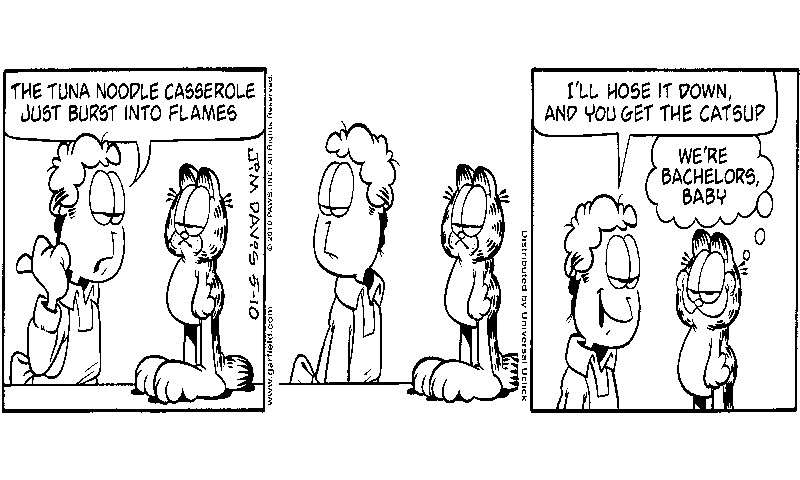 THE TUNA NOODLE CASSEROLE
JUST BURST INTO FLAMES
JIM DAVIS 5-10
www.garfield.com
© 2010 PAWS, INC. All Rights Reserved.
Distributed by Universal Uclick
I'LL HOSE IT DOWN,
AND YOU GET THE CATSUP
WE'RE
BACHELORS,
BABY